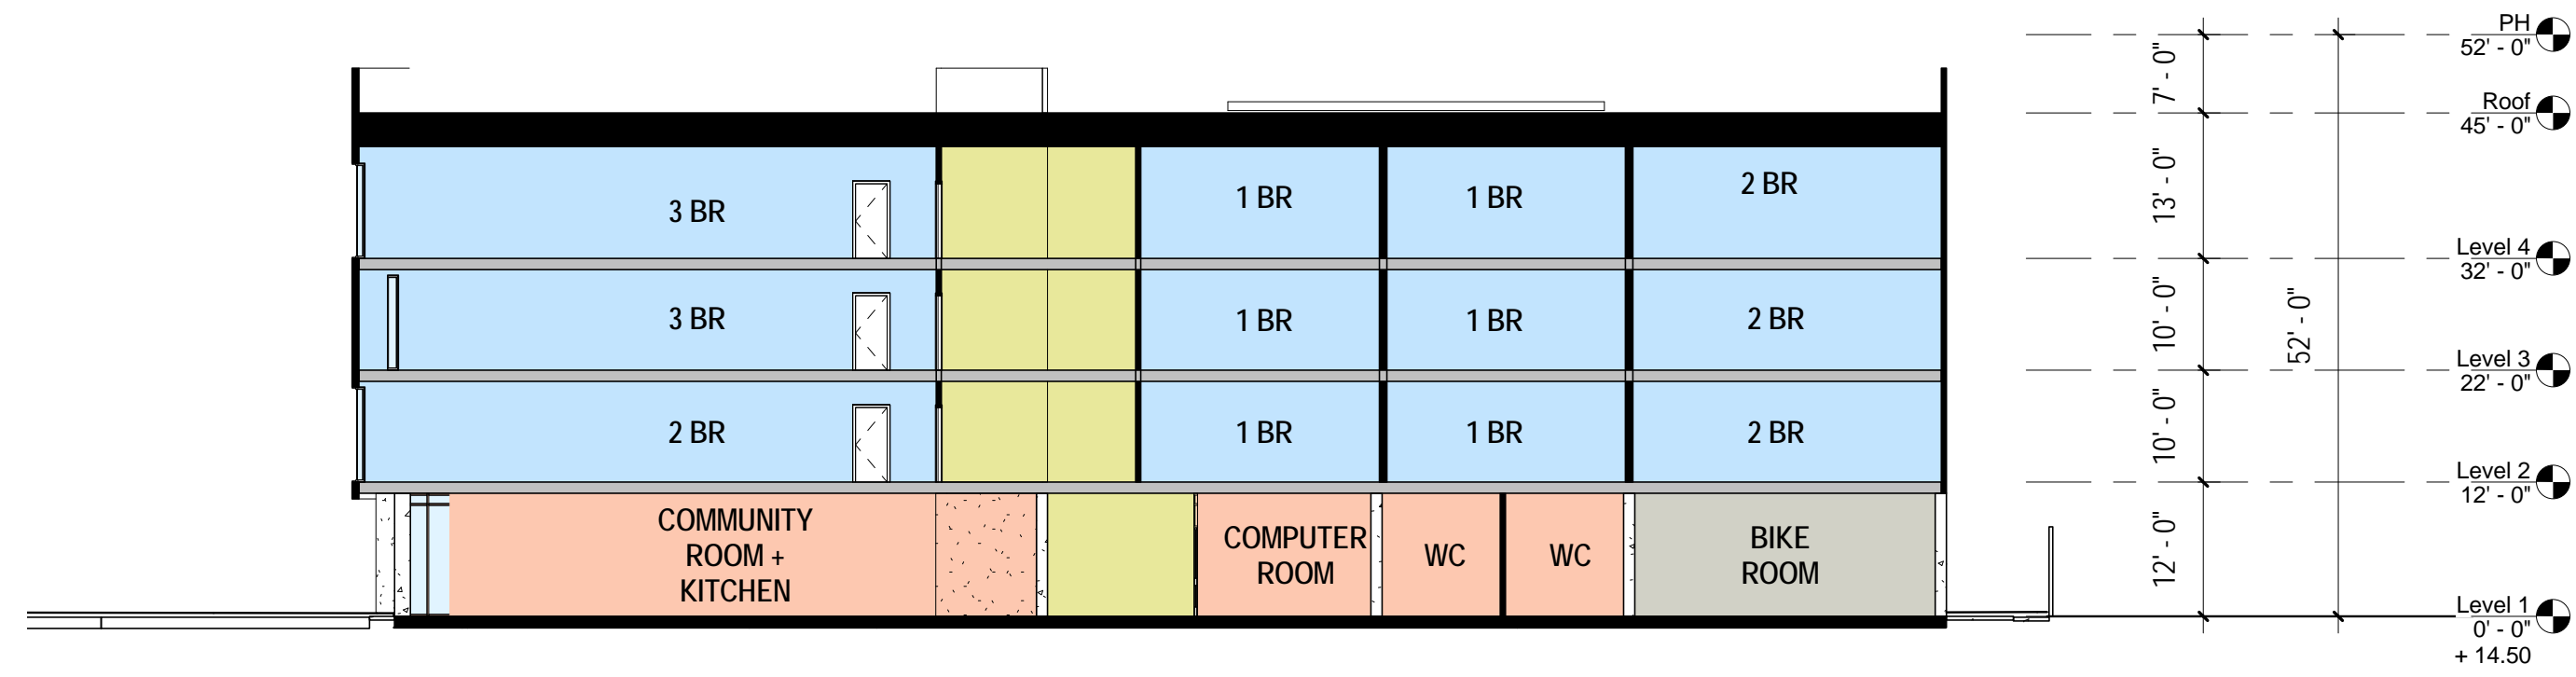 PH
52' - 0"
7' - 0"
Roof
45' - 0"
3 BR
1 BR
1 BR
2 BR
13' - 0"
Level 4
32' - 0"
3 BR
1 BR
1 BR
2 BR
10' - 0"
52' - 0"
Level 3
22' - 0"
2 BR
1 BR
1 BR
2 BR
10' - 0"
Level 2
12' - 0"
COMMUNITY
ROOM +
KITCHEN
COMPUTER
ROOM
WC
WC
BIKE
ROOM
12' - 0"
Level 1
0' - 0"
+ 14.50